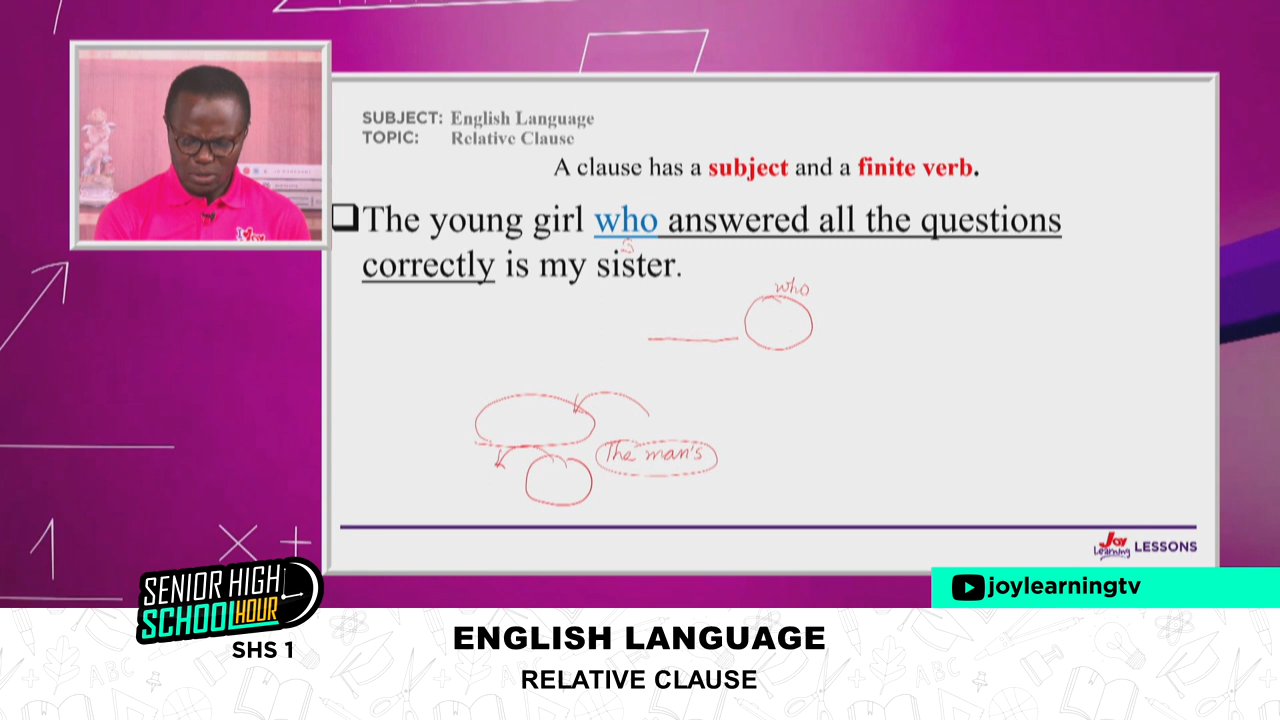 SUBJECT: English Language
TOPIC: Relative Clause
A clause has a subject and a finite verb.
The young girl who answered all the questions
S
correctly is my sister.
who
The man's
Joy Learning LESSONS
joylearningtv
SENIOR HIGH
SCHOOL HOUR
SHS 1
ENGLISH LANGUAGE
RELATIVE CLAUSE